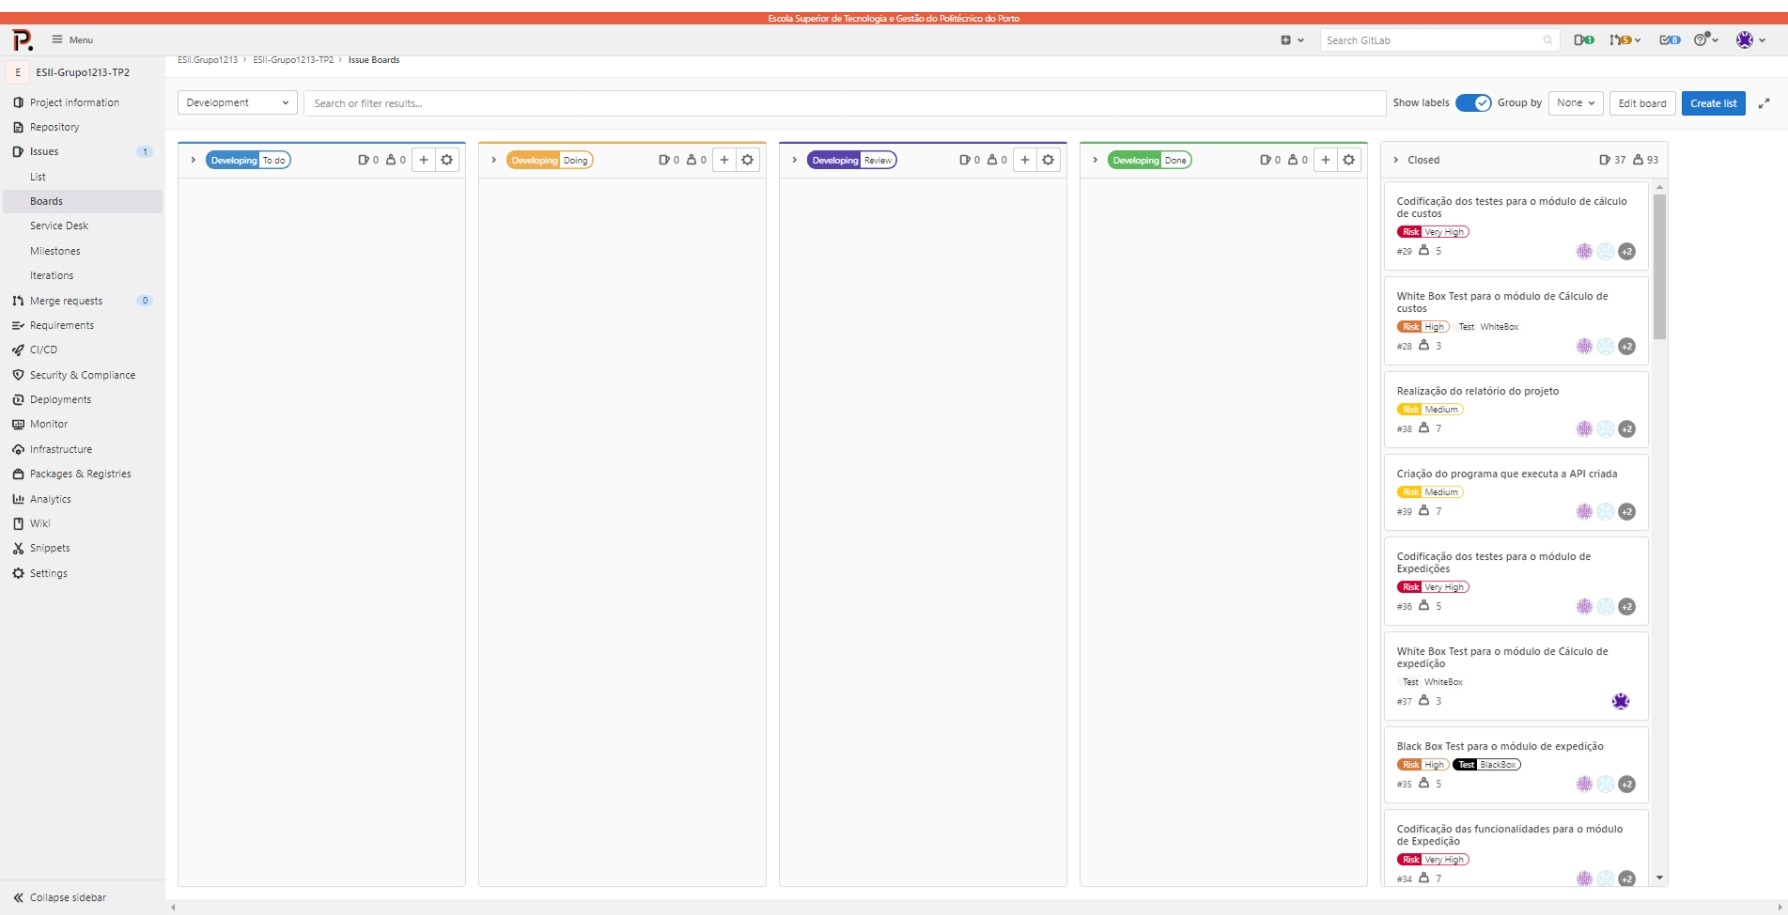 Escola Superior de Tecnologia e Gestão do Politécnico do Porto
P. Menu
Search GitLab
1 5 8
E ESII-Grupo1213-TP2
ESII.Grupo1213 > ESII-Grupo1213-TP2 > Issue Boards
Project information
Repository
Issues 1
List
Boards
Service Desk
Milestones
Iterations
Merge requests 0
Requirements
CI/CD
Security & Compliance
Deployments
Monitor
Infrastructure
Packages & Registries
Analytics
Wiki
Snippets
Settings
Collapse sidebar
Development
Search or filter results...
Show labels Group by None Edit board Create list
Developing To do 0 0
Developing Doing 0 0
Developing Review 0 0
Developing Done 0 0
Closed 37 93
Codificação dos testes para o módulo de cálculo
de custos
Risk Very High
#29 5 +2
White Box Test para o módulo de Cálculo de
custos
Risk High Test WhiteBox
#28 3 +2
Realização do relatório do projeto
Risk Medium
#38 7 +2
Criação do programa que executa a API criada
Risk Medium
#39 7 +2
Codificação dos testes para o módulo de
Expedições
Risk Very High
#36 5 +2
White Box Test para o módulo de Cálculo de
expedição
Test WhiteBox
#37 3
Black Box Test para o módulo de expedição
Risk High Test BlackBox
#35 5 +2
Codificação das funcionalidades para o módulo
de Expedição
Risk Very High
#34 7 +2